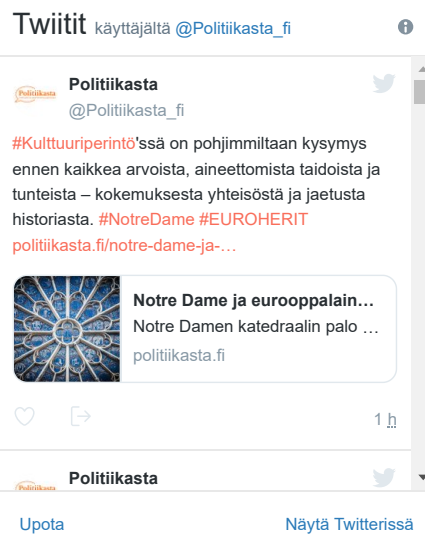 Twiitit käyttäjältä @Politiikasta_fi
Politiikasta
Politiikasta
@Politiikasta_fi
#Kulttuuriperintö'ssä on pohjimmiltaan kysymys
ennen kaikkea arvoista, aineettomista taidoista ja
tunteista – kokemuksesta yhteisöstä ja jaetusta
historiasta. #NotreDame #EUROHERIT
politiikasta.fi/notre-dame-ja-…
Notre Dame ja eurooppalain…
Notre Damen katedraalin palo …
politiikasta.fi
1 h
Politiikasta
Politiikasta
Upota
Näytä Twitterissä